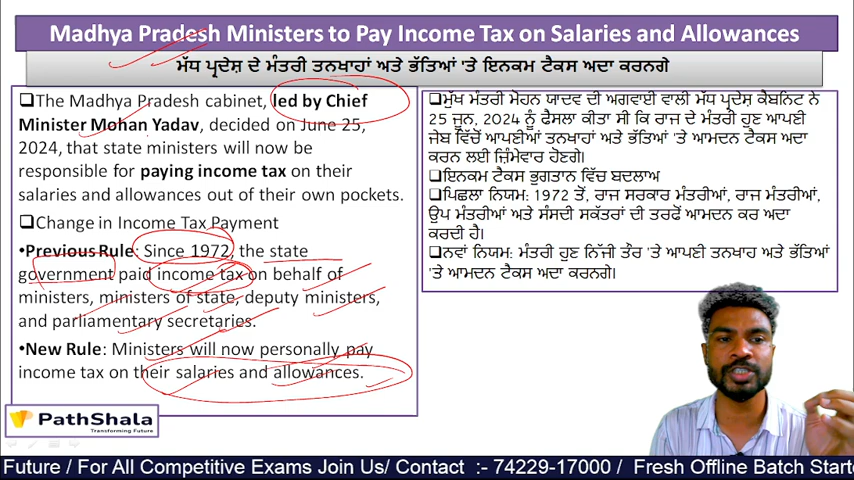 Madhya Pradesh Ministers to Pay Income Tax on Salaries and Allowances
ਮੱਧ ਪ੍ਰਦੇਸ਼ ਦੇ ਮੰਤਰੀ ਤਨਖਾਹਾਂ ਅਤੇ ਭੱਤਿਆਂ 'ਤੇ ਇਨਕਮ ਟੈਕਸ ਅਦਾ ਕਰਨਗੇ
❑The Madhya Pradesh cabinet, led by Chief
Minister Mohan Yadav, decided on June 25,
2024, that state ministers will now be
responsible for paying income tax on their
salaries and allowances out of their own pockets.
❑Change in Income Tax Payment
•Previous Rule: Since 1972, the state
government paid income tax on behalf of
ministers, ministers of state, deputy ministers,
and parliamentary secretaries.
•New Rule: Ministers will now personally pay
income tax on their salaries and allowances.
❑ਮੁੱਖ ਮੰਤਰੀ ਮੋਹਨ ਯਾਦਵ ਦੀ ਅਗਵਾਈ ਵਾਲੀ ਮੱਧ ਪ੍ਰਦੇਸ਼ ਕੈਬਨਿਟ ਨੇ
25 ਜੂਨ, 2024 ਨੂੰ ਫੈਸਲਾ ਕੀਤਾ ਸੀ ਕਿ ਰਾਜ ਦੇ ਮੰਤਰੀ ਹੁਣ ਆਪਣੀ
ਜੇਬ ਵਿੱਚੋਂ ਆਪਣੀਆਂ ਤਨਖਾਹਾਂ ਅਤੇ ਭੱਤਿਆਂ 'ਤੇ ਆਮਦਨ ਟੈਕਸ ਅਦਾ
ਕਰਨ ਲਈ ਜ਼ਿੰਮੇਵਾਰ ਹੋਣਗੇ।
❑ਇਨਕਮ ਟੈਕਸ ਭੁਗਤਾਨ ਵਿੱਚ ਬਦਲਾਅ
❑ਪਿਛਲਾ ਨਿਯਮ: 1972 ਤੋਂ, ਰਾਜ ਸਰਕਾਰ ਮੰਤਰੀਆਂ, ਰਾਜ ਮੰਤਰੀਆਂ,
ਉਪ ਮੰਤਰੀਆਂ ਅਤੇ ਸੰਸਦੀ ਸਕੱਤਰਾਂ ਦੀ ਤਰਫੋਂ ਆਮਦਨ ਕਰ ਅਦਾ
ਕਰਦੀ ਹੈ।
❑ਨਵਾਂ ਨਿਯਮ: ਮੰਤਰੀ ਹੁਣ ਨਿੱਜੀ ਤੌਰ 'ਤੇ ਆਪਣੀ ਤਨਖਾਹ ਅਤੇ ਭੱਤਿਆਂ
'ਤੇ ਆਮਦਨ ਟੈਕਸ ਅਦਾ ਕਰਨਗੇ।
PathShala
Transforming Future
Future / For All Competitive Exams Join Us/ Contact :- 74229-17000 / Fresh Offline Batch Start